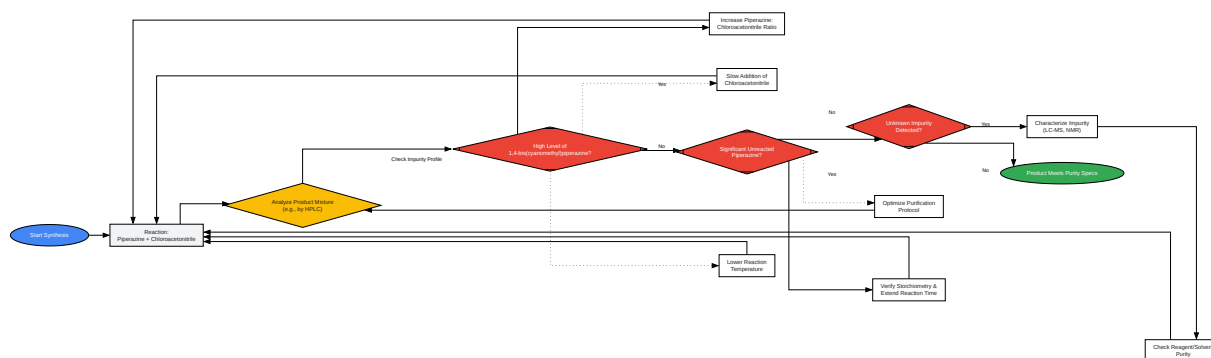 Increase Piperazine:
Chloroacetonitrile Ratio
Slow Addition of
Chloroacetonitrile
Yes
No
Unknown Impurity
Detected?
Yes
Characterize Impurity
(LC-MS, NMR)
High Level of
1,4-bis(cyanomethyl)piperazine?
No
Significant Unreacted
Piperazine?
Check Impurity Profile
Yes
No
Product Meets Purity Specs
Analyze Product Mixture
(e.g., by HPLC)
Optimize Purification
Protocol
Start Synthesis
Reaction:
Piperazine + Chloroacetonitrile
Lower Reaction
Temperature
Verify Stoichiometry &
Extend Reaction Time
Check Reagent/Solven
Purity